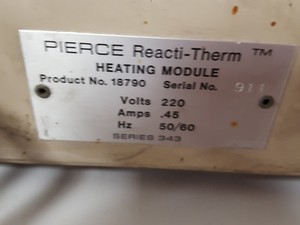 PIERCE Reacti-Therm ™
HEATING MODULE
Product No. 18790 Serial No. 911
Volts 220
Amps .45
Hz 50/60
SERIES 343